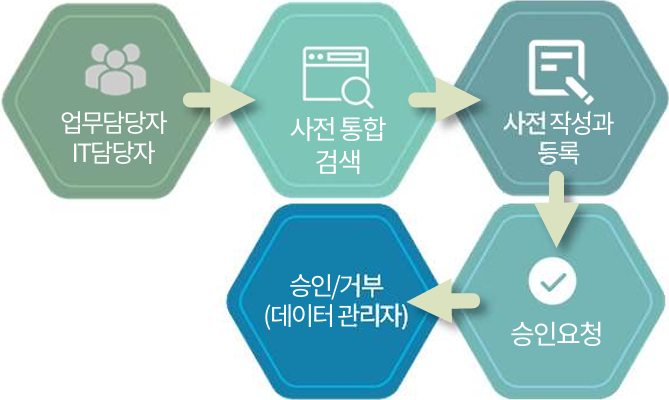 업무담당자
IT담당자
사전 통합
검색
사전 작성과
등록
승인요청
승인/거부
(데이터 관리자)